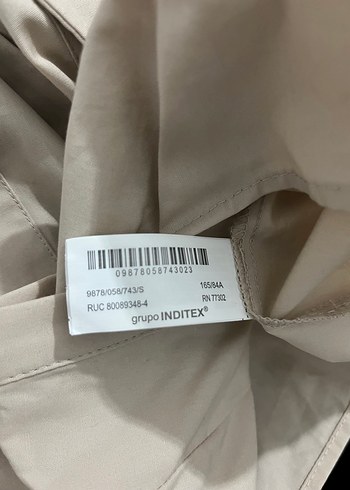 09878058743023
9878/058/743/S 165/84A
RUC 80089348-4 RN 77302
grupo INDITEX®